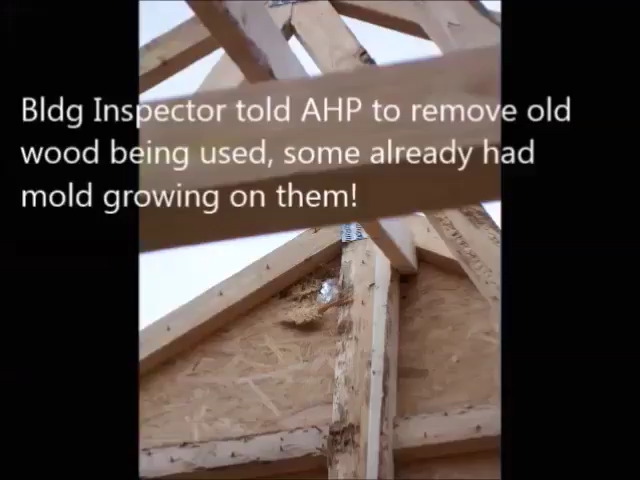 Bldg Inspector told AHP to remove old
wood being used, some already had
mold growing on them!